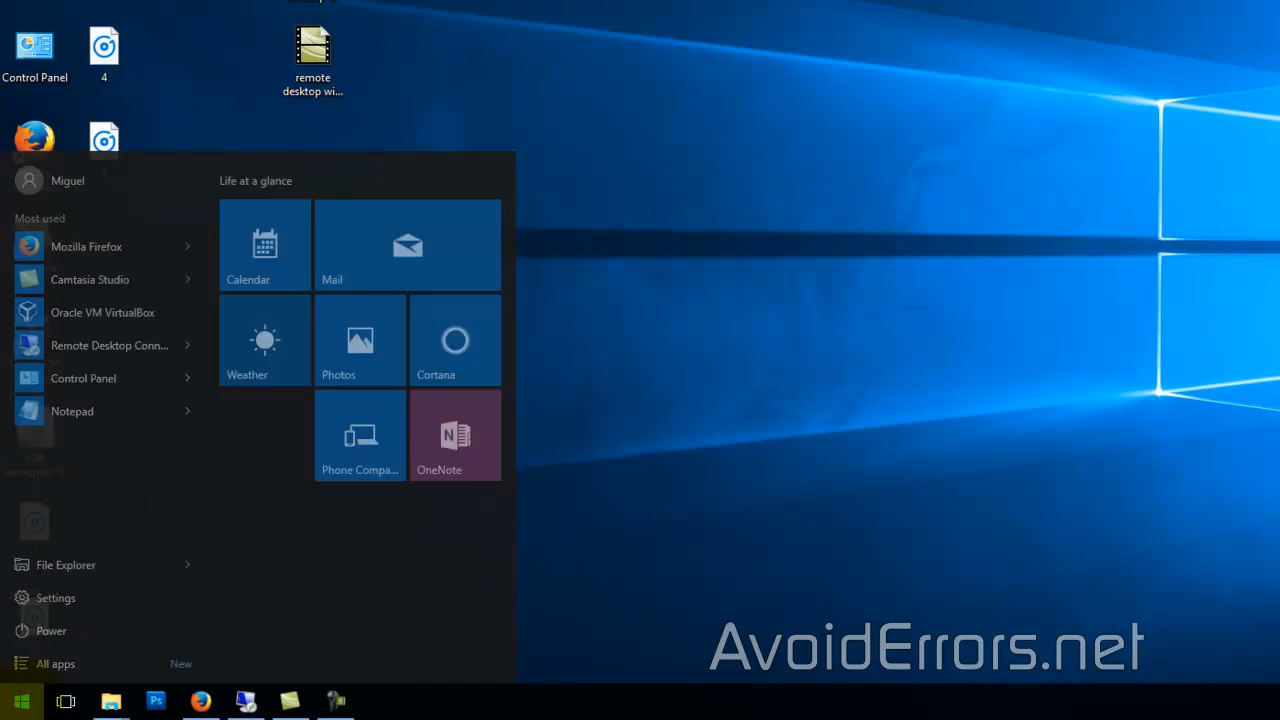 Control Panel
4
remote
desktop wi...
Miguel
Life at a glance
Most used
Mozilla Firefox
Camtasia Studio
Oracle VM VirtualBox
Remote Desktop Conn...
Control Panel
Notepad
Calendar
Mail
Weather
Photos
Cortana
Phone Compa...
N
OneNote
File Explorer
Settings
Power
All apps
New
AvoidErrors.net
Ps